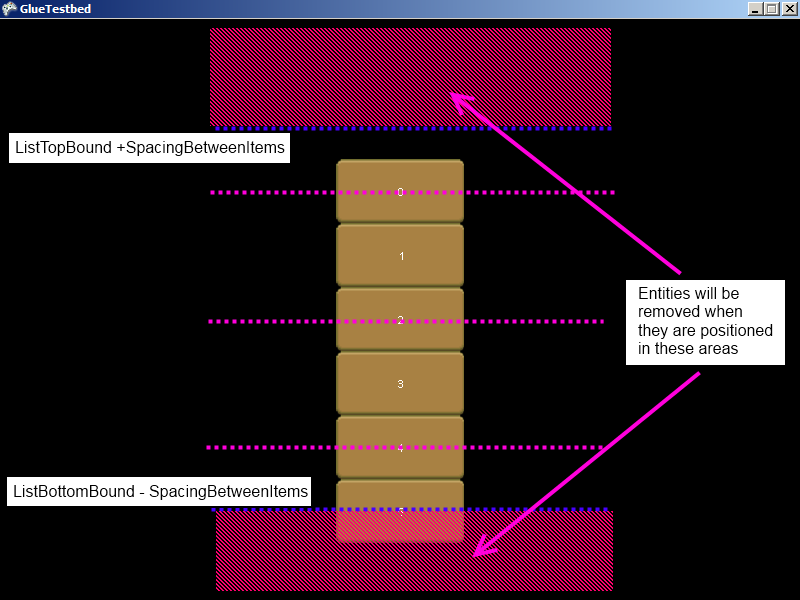 GlueTestbed
ListTopBound +SpacingBetweenItems
0
1
2
Entities will be
removed when
they are positioned
in these areas
3
4
ListBottomBound - SpacingBetweenItems